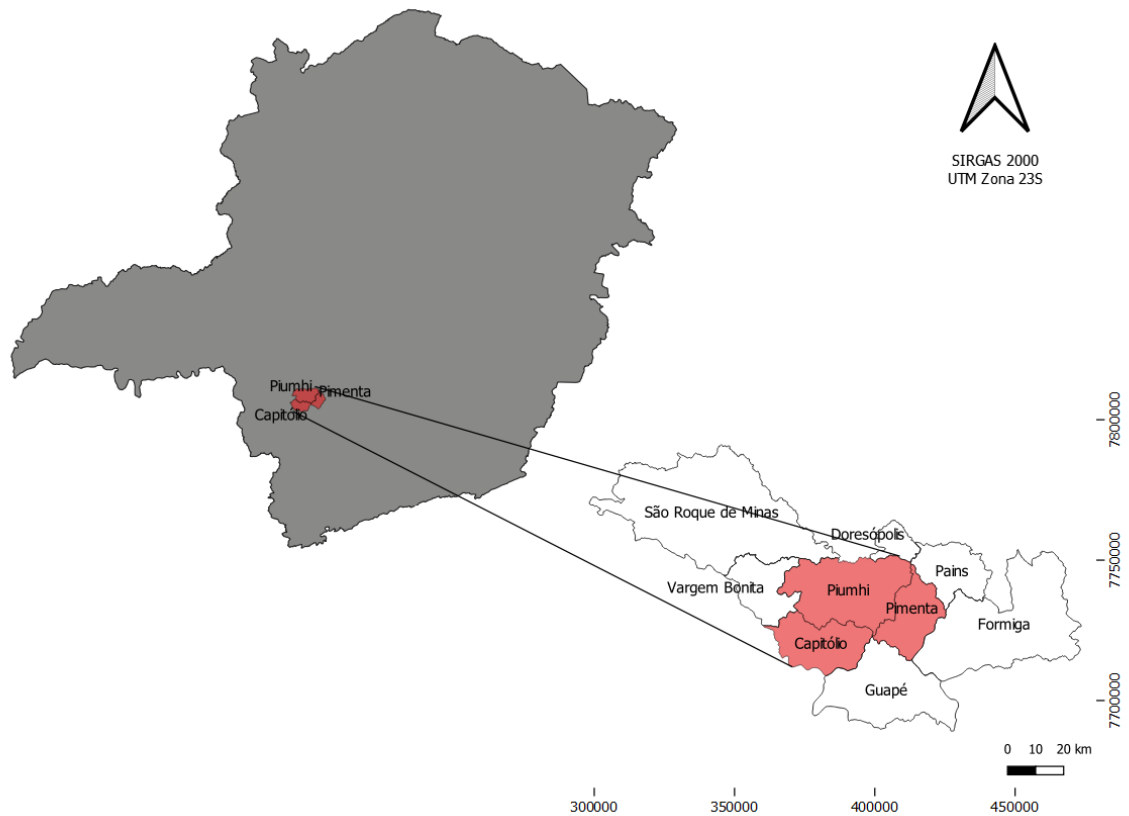 SIRGAS 2000
UTM Zona 23S
Piumhi
Pimenta
Capitólio
7800000
São Roque de Minas
Doresópolis
7750000
Pains
Vargem Bonita
Piumhi
Pimenta
Formiga
Capitólio
Guapé
7700000
0 10 20 km
300000 350000 400000 450000